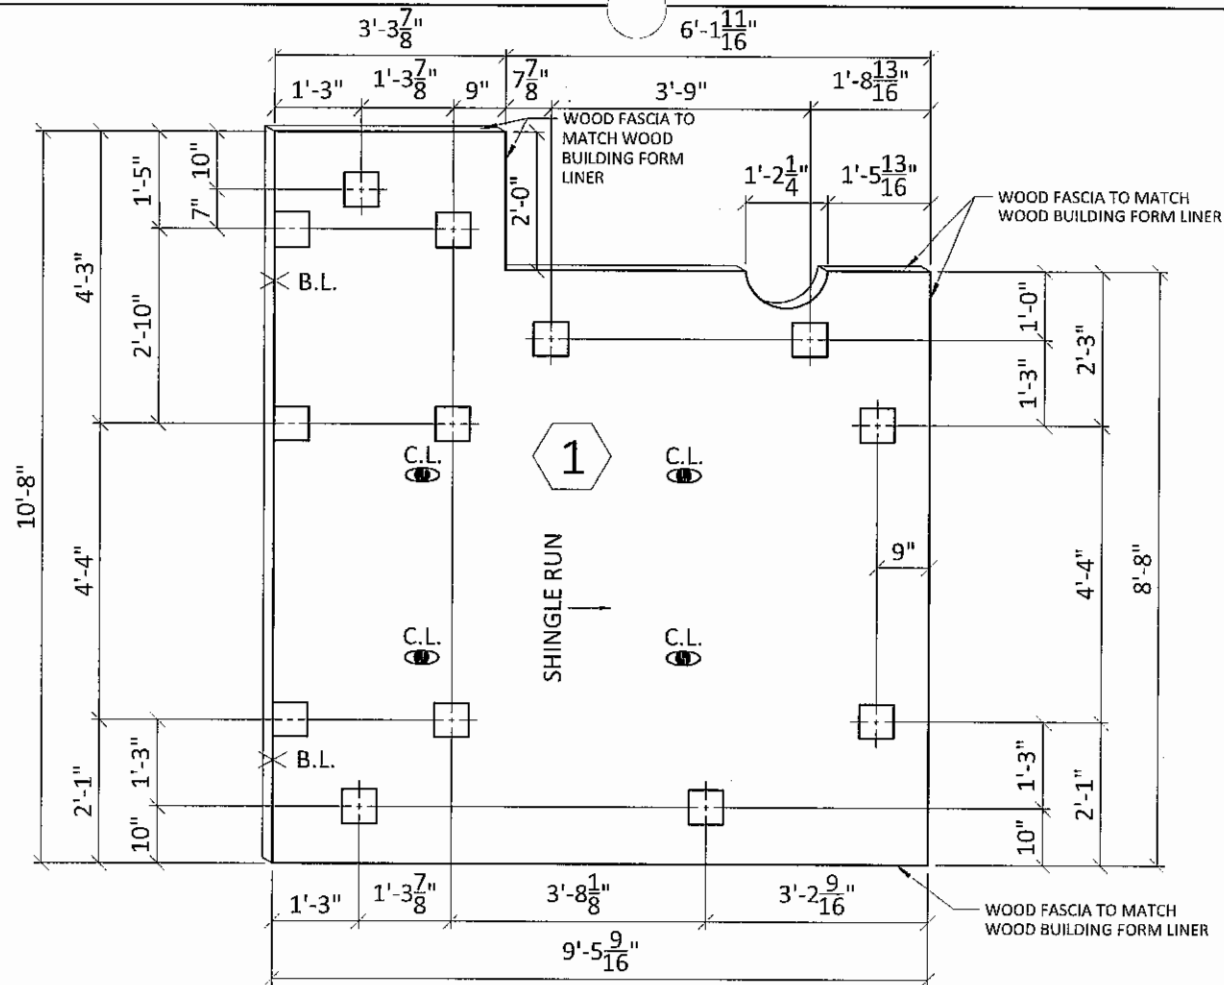 3'-3 7/8"
6'-1 11/16"
1'-3"
1'-3 7/8"
9"
7 7/8"
3'-9"
1'-8 13/16"
WOOD FASCIA TO
MATCH WOOD
BUILDING FORM
LINER
10"
1'-5"
7"
2'-0"
1'-2 1/4"
1'-5 13/16"
WOOD FASCIA TO MATCH
WOOD BUILDING FORM LINER
4'-3"
B.L.
2'-10"
1'-0"
2'-3"
1'-3"
10'-8"
C.L.
1
C.L.
4'-4"
SHINGLE RUN
9"
4'-4"
8'-8"
C.L.
C.L.
B.L.
2'-1"
1'-3"
10"
1'-3"
2'-1"
10"
1'-3"
1'-3 7/8"
3'-8 1/8"
3'-2 9/16"
WOOD FASCIA TO MATCH
WOOD BUILDING FORM LINER
9'-5 9/16"